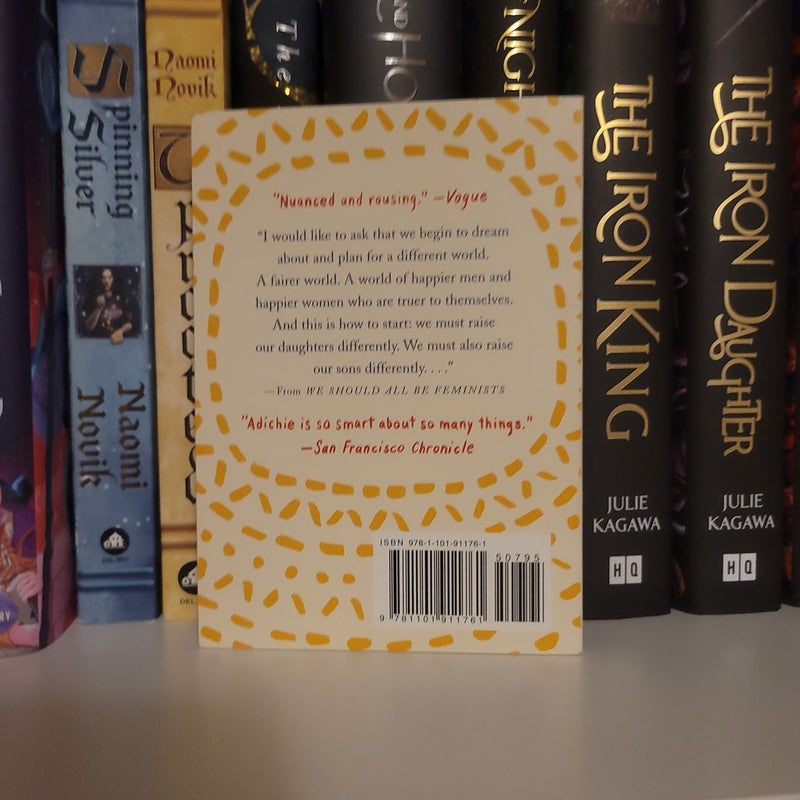 Spinning
Silver
Naomi
Novik
Naomi
Novik
The
AND
THE IRON KING
JULIE
KAGAWA
HQ
THE IRON DAUGHTER
JULIE
KAGAWA
HQ
"Nuanced and rousing." —Vogue
"I would like to ask that we begin to dream
about and plan for a different world.
A fairer world. A world of happier men and
happier women who are truer to themselves.
And this is how to start: we must raise
our daughters differently. We must also raise
our sons differently. . . ."
—From WE SHOULD ALL BE FEMINISTS
"Adichie is so smart about so many things."
—San Francisco Chronicle
ISBN 978-1-101-91176-1
50795
9 781101 911761